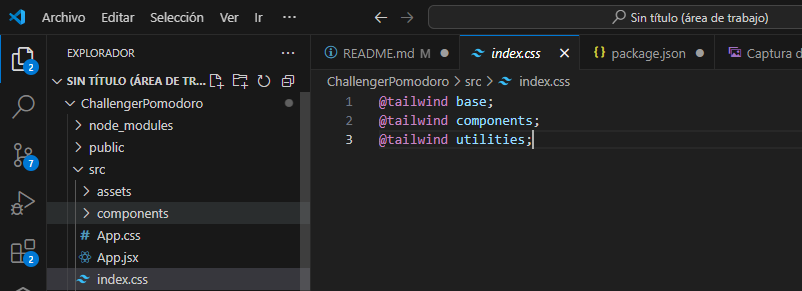 Archivo Editar Selección Ver Ir ··· Sin título (área de trabajo)
EXPLORADOR ···
README.md M index.css package.json Captura d
SIN TÍTULO (ÁREA DE TR...
ChallengerPomodoro > src > index.css
ChallengerPomodoro
node_modules
public
src
assets
components
# App.css
App.jsx
index.css
1 @tailwind base;
2 @tailwind components;
3 @tailwind utilities;
2
7
2